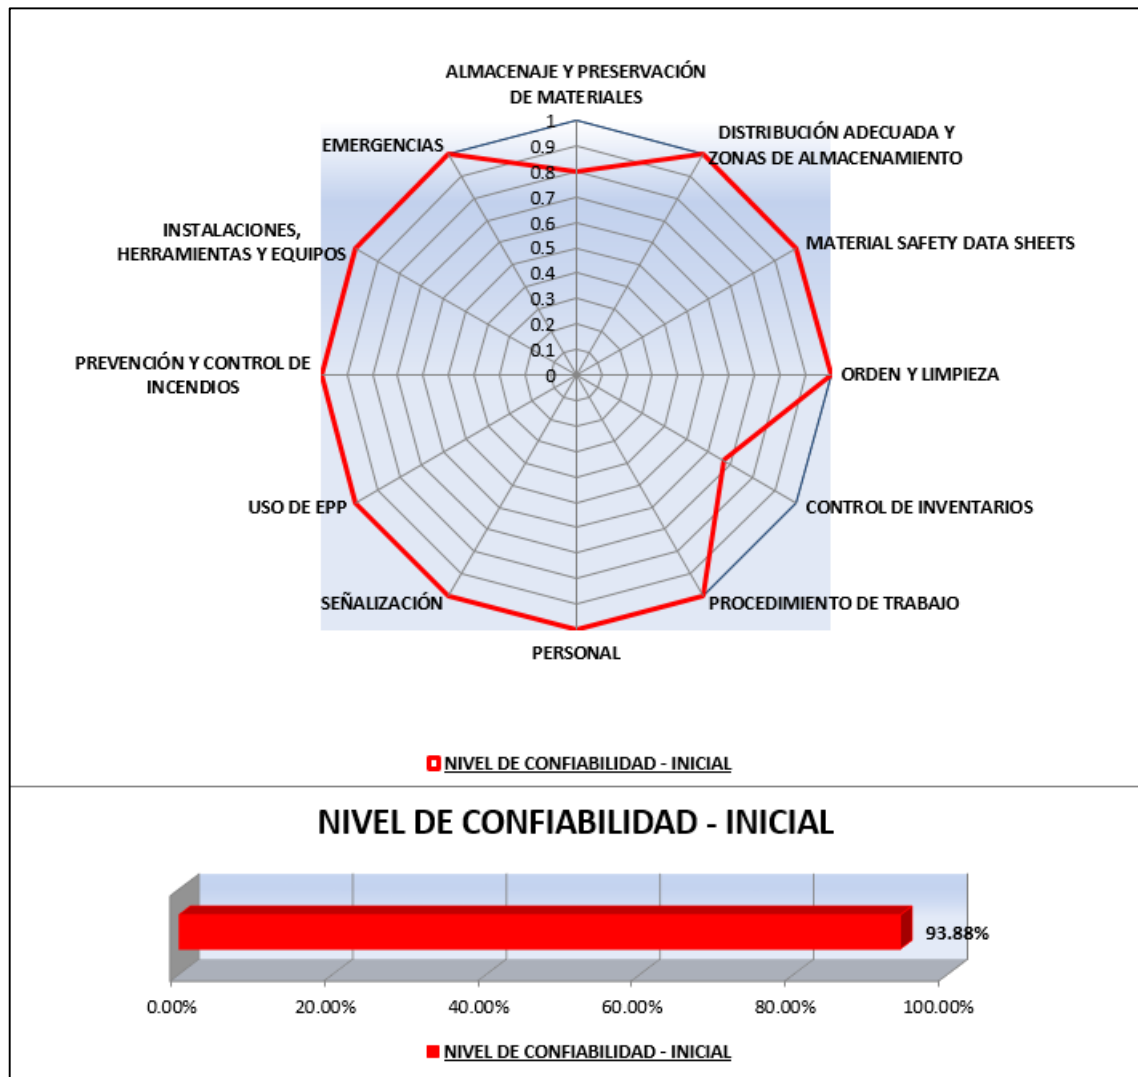 ALMACENAJE Y PRESERVACIÓN
DE MATERIALES
DISTRIBUCIÓN ADECUADA Y
ZONAS DE ALMACENAMIENTO
MATERIAL SAFETY DATA SHEETS
ORDEN Y LIMPIEZA
CONTROL DE INVENTARIOS
PROCEDIMIENTO DE TRABAJO
PERSONAL
SEÑALIZACIÓN
USO DE EPP
PREVENCIÓN Y CONTROL DE
INCENDIOS
INSTALACIONES,
HERRAMIENTAS Y EQUIPOS
EMERGENCIAS
1
0.9
0.8
0.7
0.6
0.5
0.4
0.3
0.2
0.1
0
NIVEL DE CONFIABILIDAD - INICIAL
NIVEL DE CONFIABILIDAD - INICIAL
93.88%
0.00% 20.00% 40.00% 60.00% 80.00% 100.00%
NIVEL DE CONFIABILIDAD - INICIAL